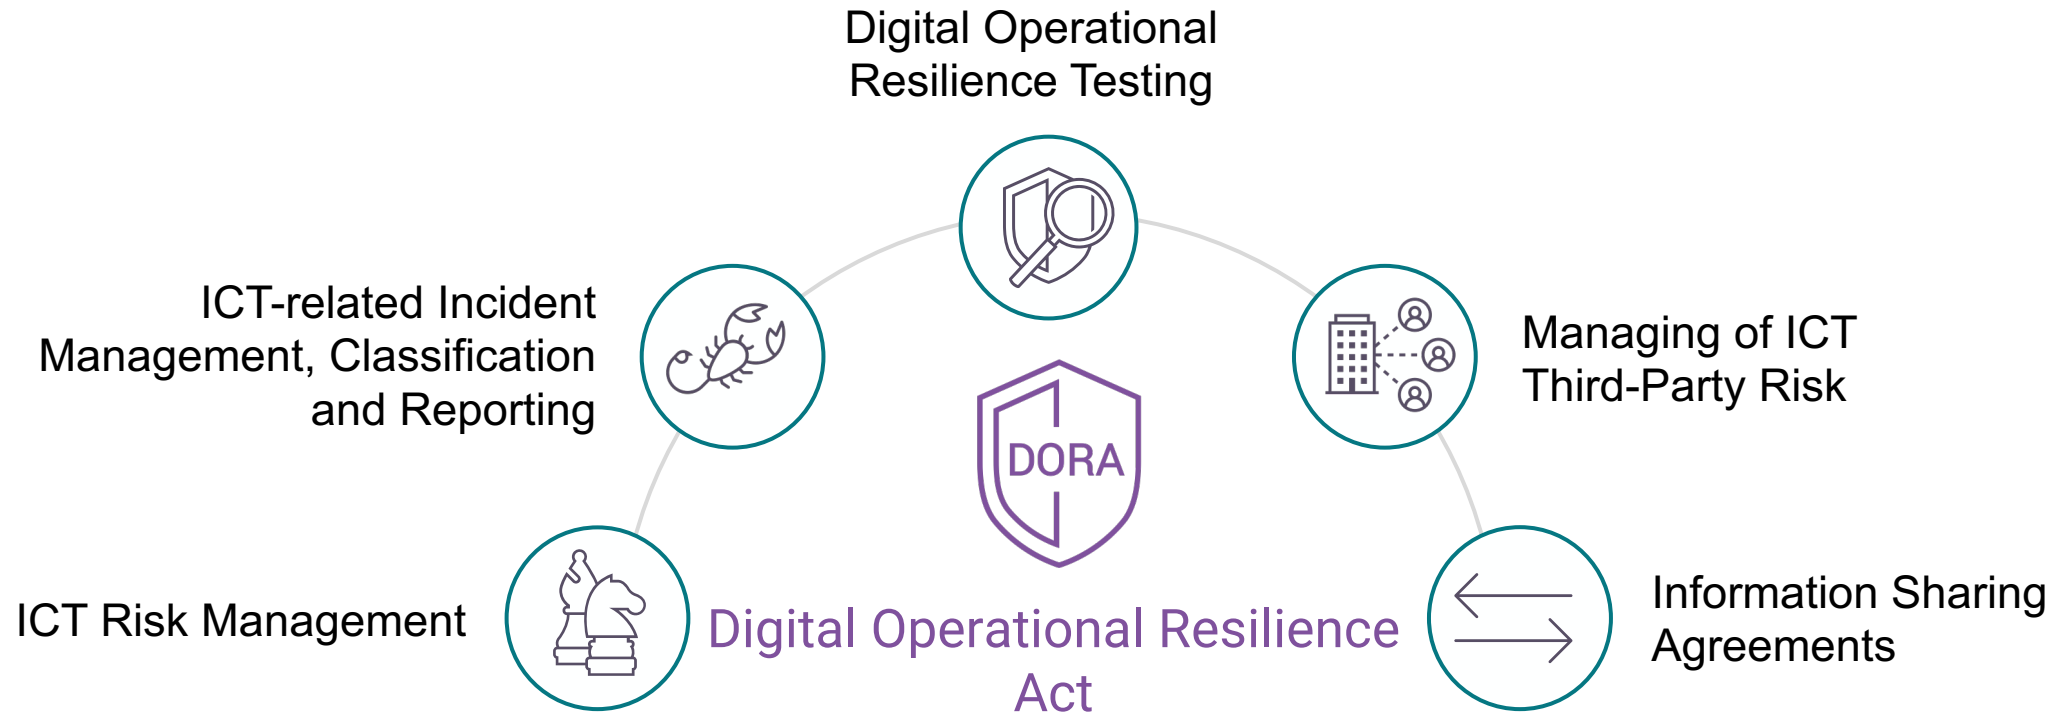 Digital Operational
Resilience Testing
ICT-related Incident
Management, Classification
and Reporting
Managing of ICT
Third-Party Risk
DORA
ICT Risk Management
Digital Operational Resilience
Act
Information Sharing
Agreements